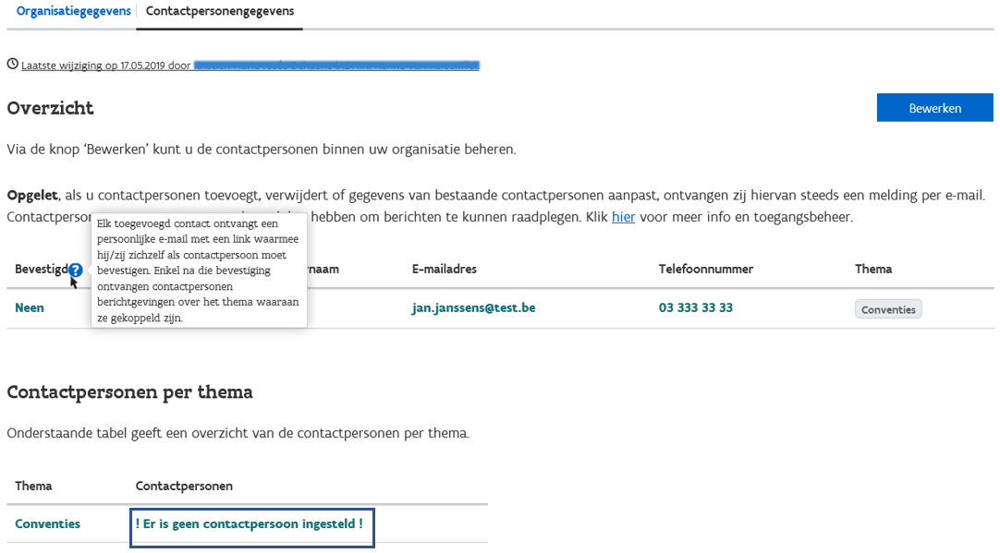 Organisatiegegevens Contactpersonengegevens
Laatste wijziging op 17.05.2019 door
Overzicht
Bewerken
Via de knop ‘Bewerken’ kunt u de contactpersonen binnen uw organisatie beheren.
Opgelet, als u contactpersonen toevoegt, verwijdert of gegevens van bestaande contactpersonen aanpast, ontvangen zij hiervan steeds een melding per e-mail.
hebben om berichten te kunnen raadplegen. Klik hier voor meer info en toegangsbeheer.
Elk toegevoegd contact ontvangt een
persoonlijke e-mail met een link waarmee
hij/zij zichzelf als contactpersoon moet
bevestigen. Enkel na die bevestiging
ontvangen contactpersonen
berichtgevingen over het thema waaraan
ze gekoppeld zijn.
Bevestigd ? E-mailadres Telefoonnummer Thema
Neen jan.janssens@test.be 03 333 33 33 Conventies
Contactpersonen per thema
Onderstaande tabel geeft een overzicht van de contactpersonen per thema.
Thema Contactpersonen
Conventies ! Er is geen contactpersoon ingesteld !